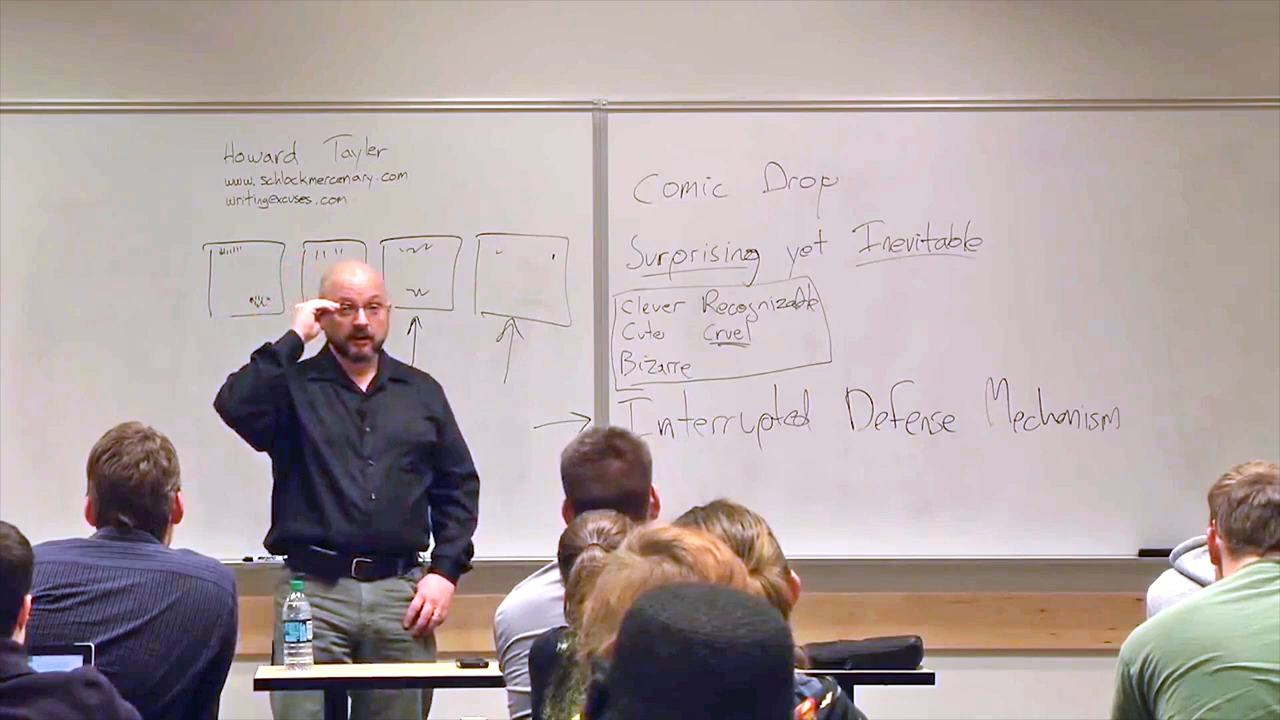 Howard Tayler
www.schlockmercenary.com
writingexcuses.com
Comic Drop
Surprising yet Inevitable
Clever Recognizable
Cute Cruel
Bizarre
Interrupted Defense Mechanism